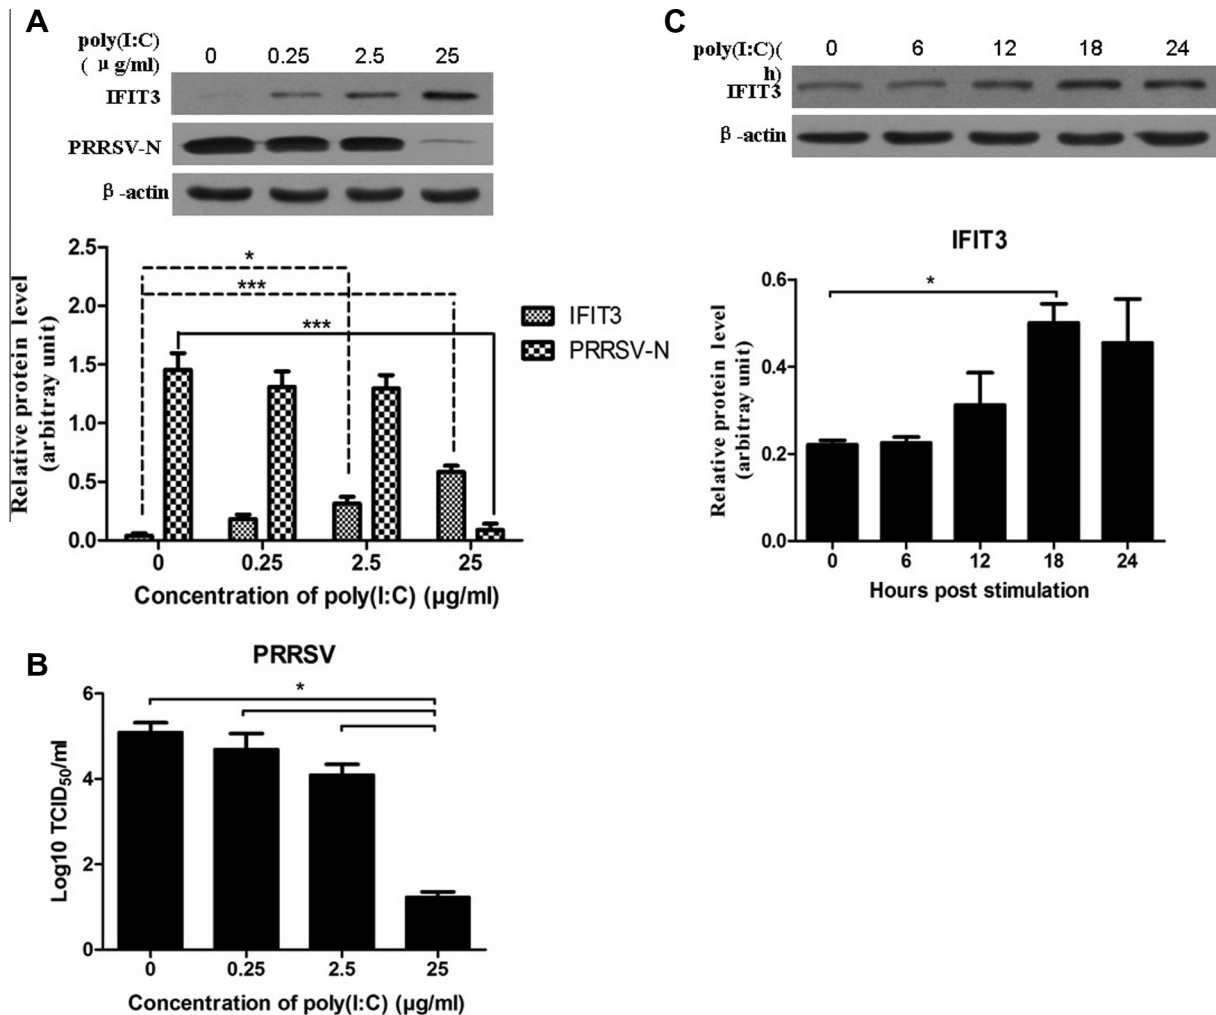 A
poly(I:C)
( μ g/ml)
0 0.25 2.5 25
IFIT3
PRRSV-N
β -actin
Relative protein level
(arbitray unit)
2.5
2.0
1.5
1.0
0.5
0.0
*
***
***
IFIT3
PRRSV-N
0 0.25 2.5 25
Concentration of poly(I:C) (μg/ml)
B
PRRSV
Log10 TCID50/ml
6
4
2
0
*
0 0.25 2.5 25
Concentration of poly(I:C) (μg/ml)
C
poly(I:C)(
h)
0 6 12 18 24
IFIT3
β -actin
IFIT3
Relative protein level
(arbitray unit)
0.6
0.4
0.2
0.0
*
0 6 12 18 24
Hours post stimulation